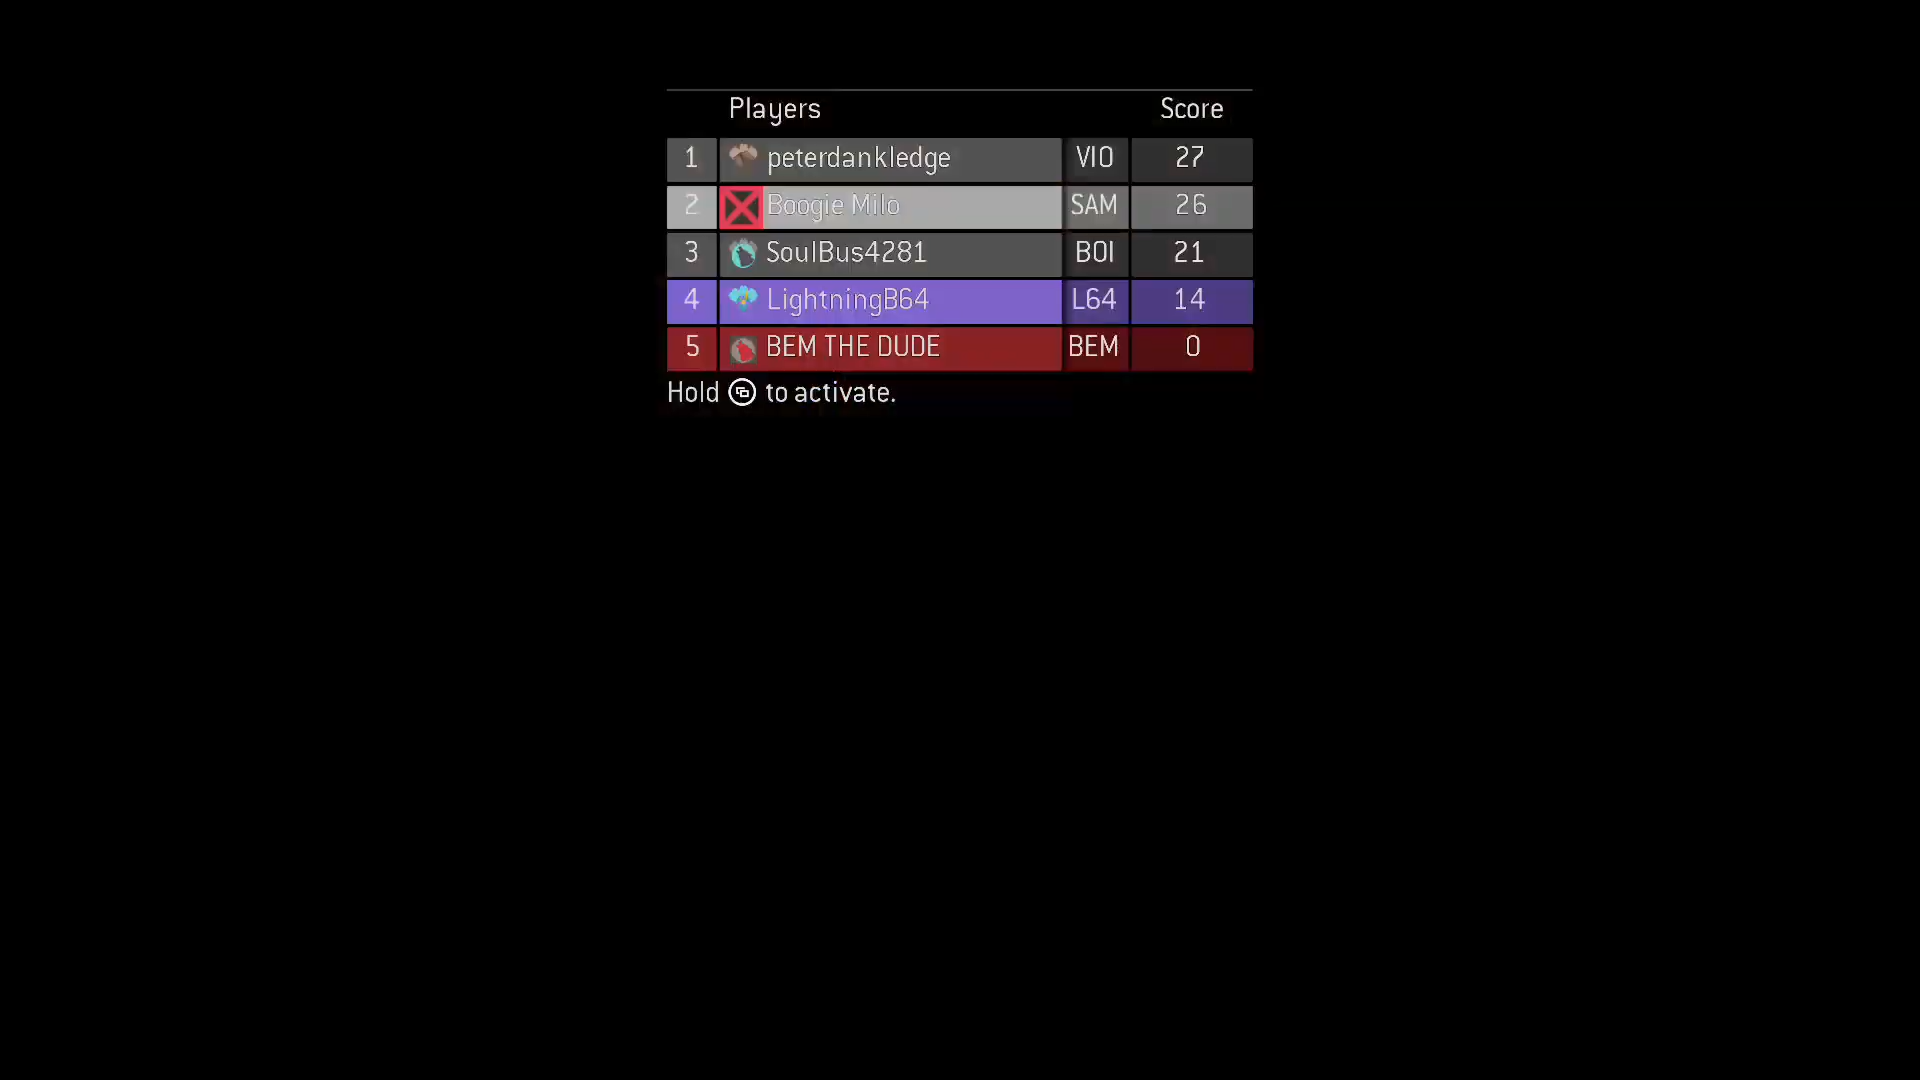 Players Score
1 peterdankledge VIO 27
2 Boogie Milo SAM 26
3 SoulBus4281 BOI 21
4 LightningB64 L64 14
5 BEM THE DUDE BEM 0
Hold to activate.